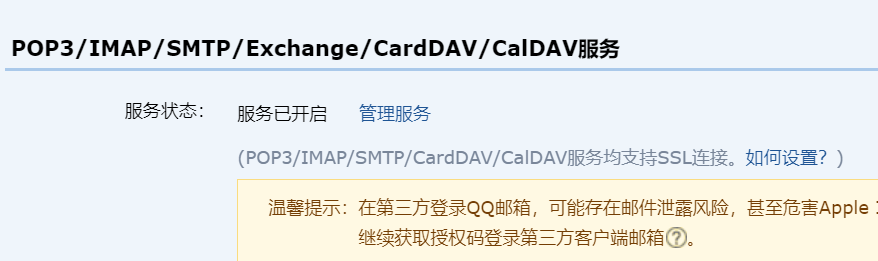 POP3/IMAP/SMTP/Exchange/CardDAV/CalDAV服务
服务状态： 服务已开启 管理服务
(POP3/IMAP/SMTP/CardDAV/CalDAV服务均支持SSL连接。如何设置？)
温馨提示：在第三方登录QQ邮箱，可能存在邮件泄露风险，甚至危害Apple
继续获取授权码登录第三方客户端邮箱?。